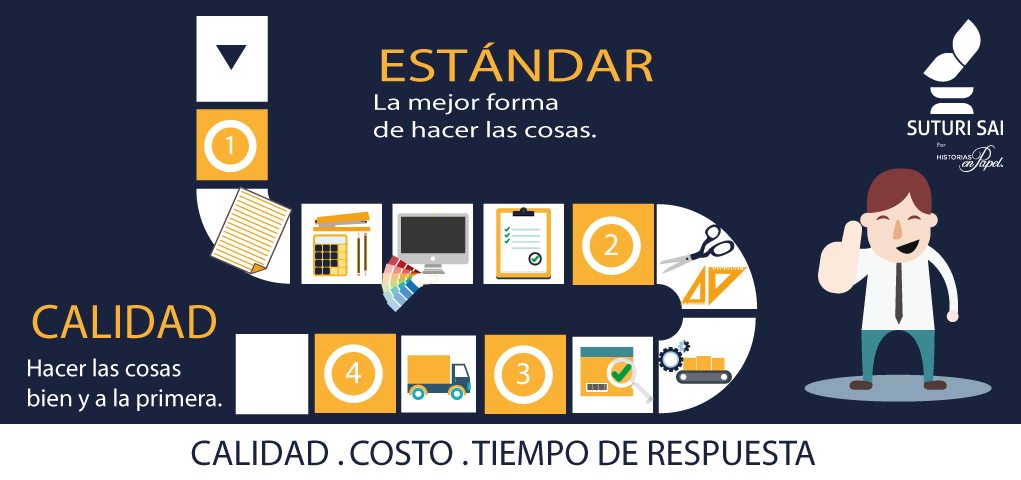 ESTÁNDAR
La mejor forma
de hacer las cosas.
SUTURI SAI
Por
HISTORIAS
en Papel.
1
2
CALIDAD
Hacer las cosas
bien y a la primera.
4
3
CALIDAD . COSTO . TIEMPO DE RESPUESTA